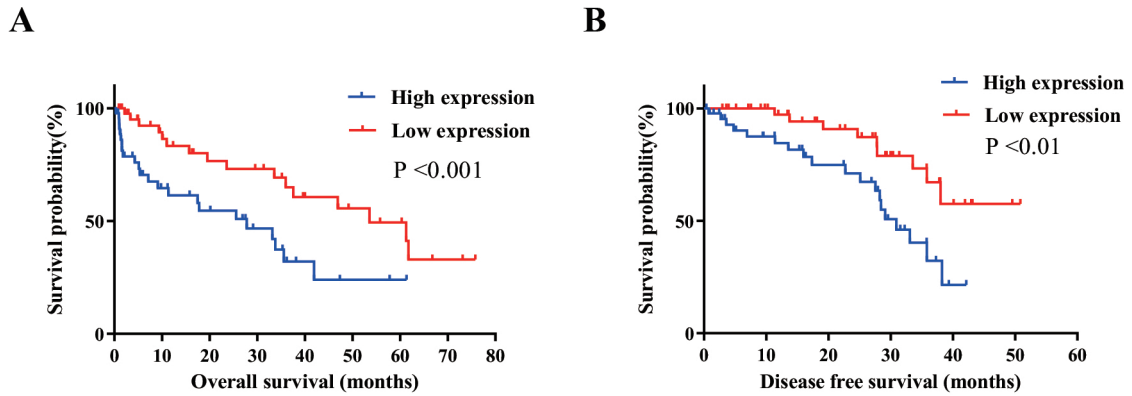 A
Survival probability(%)
100
50
0
0 10 20 30 40 50 60 70 80
Overall survival (months)
High expression
Low expression
P <0.001
B
Survival probability(%)
100
50
0
0 10 20 30 40 50 60
Disease free survival (months)
High expression
Low expression
P <0.01